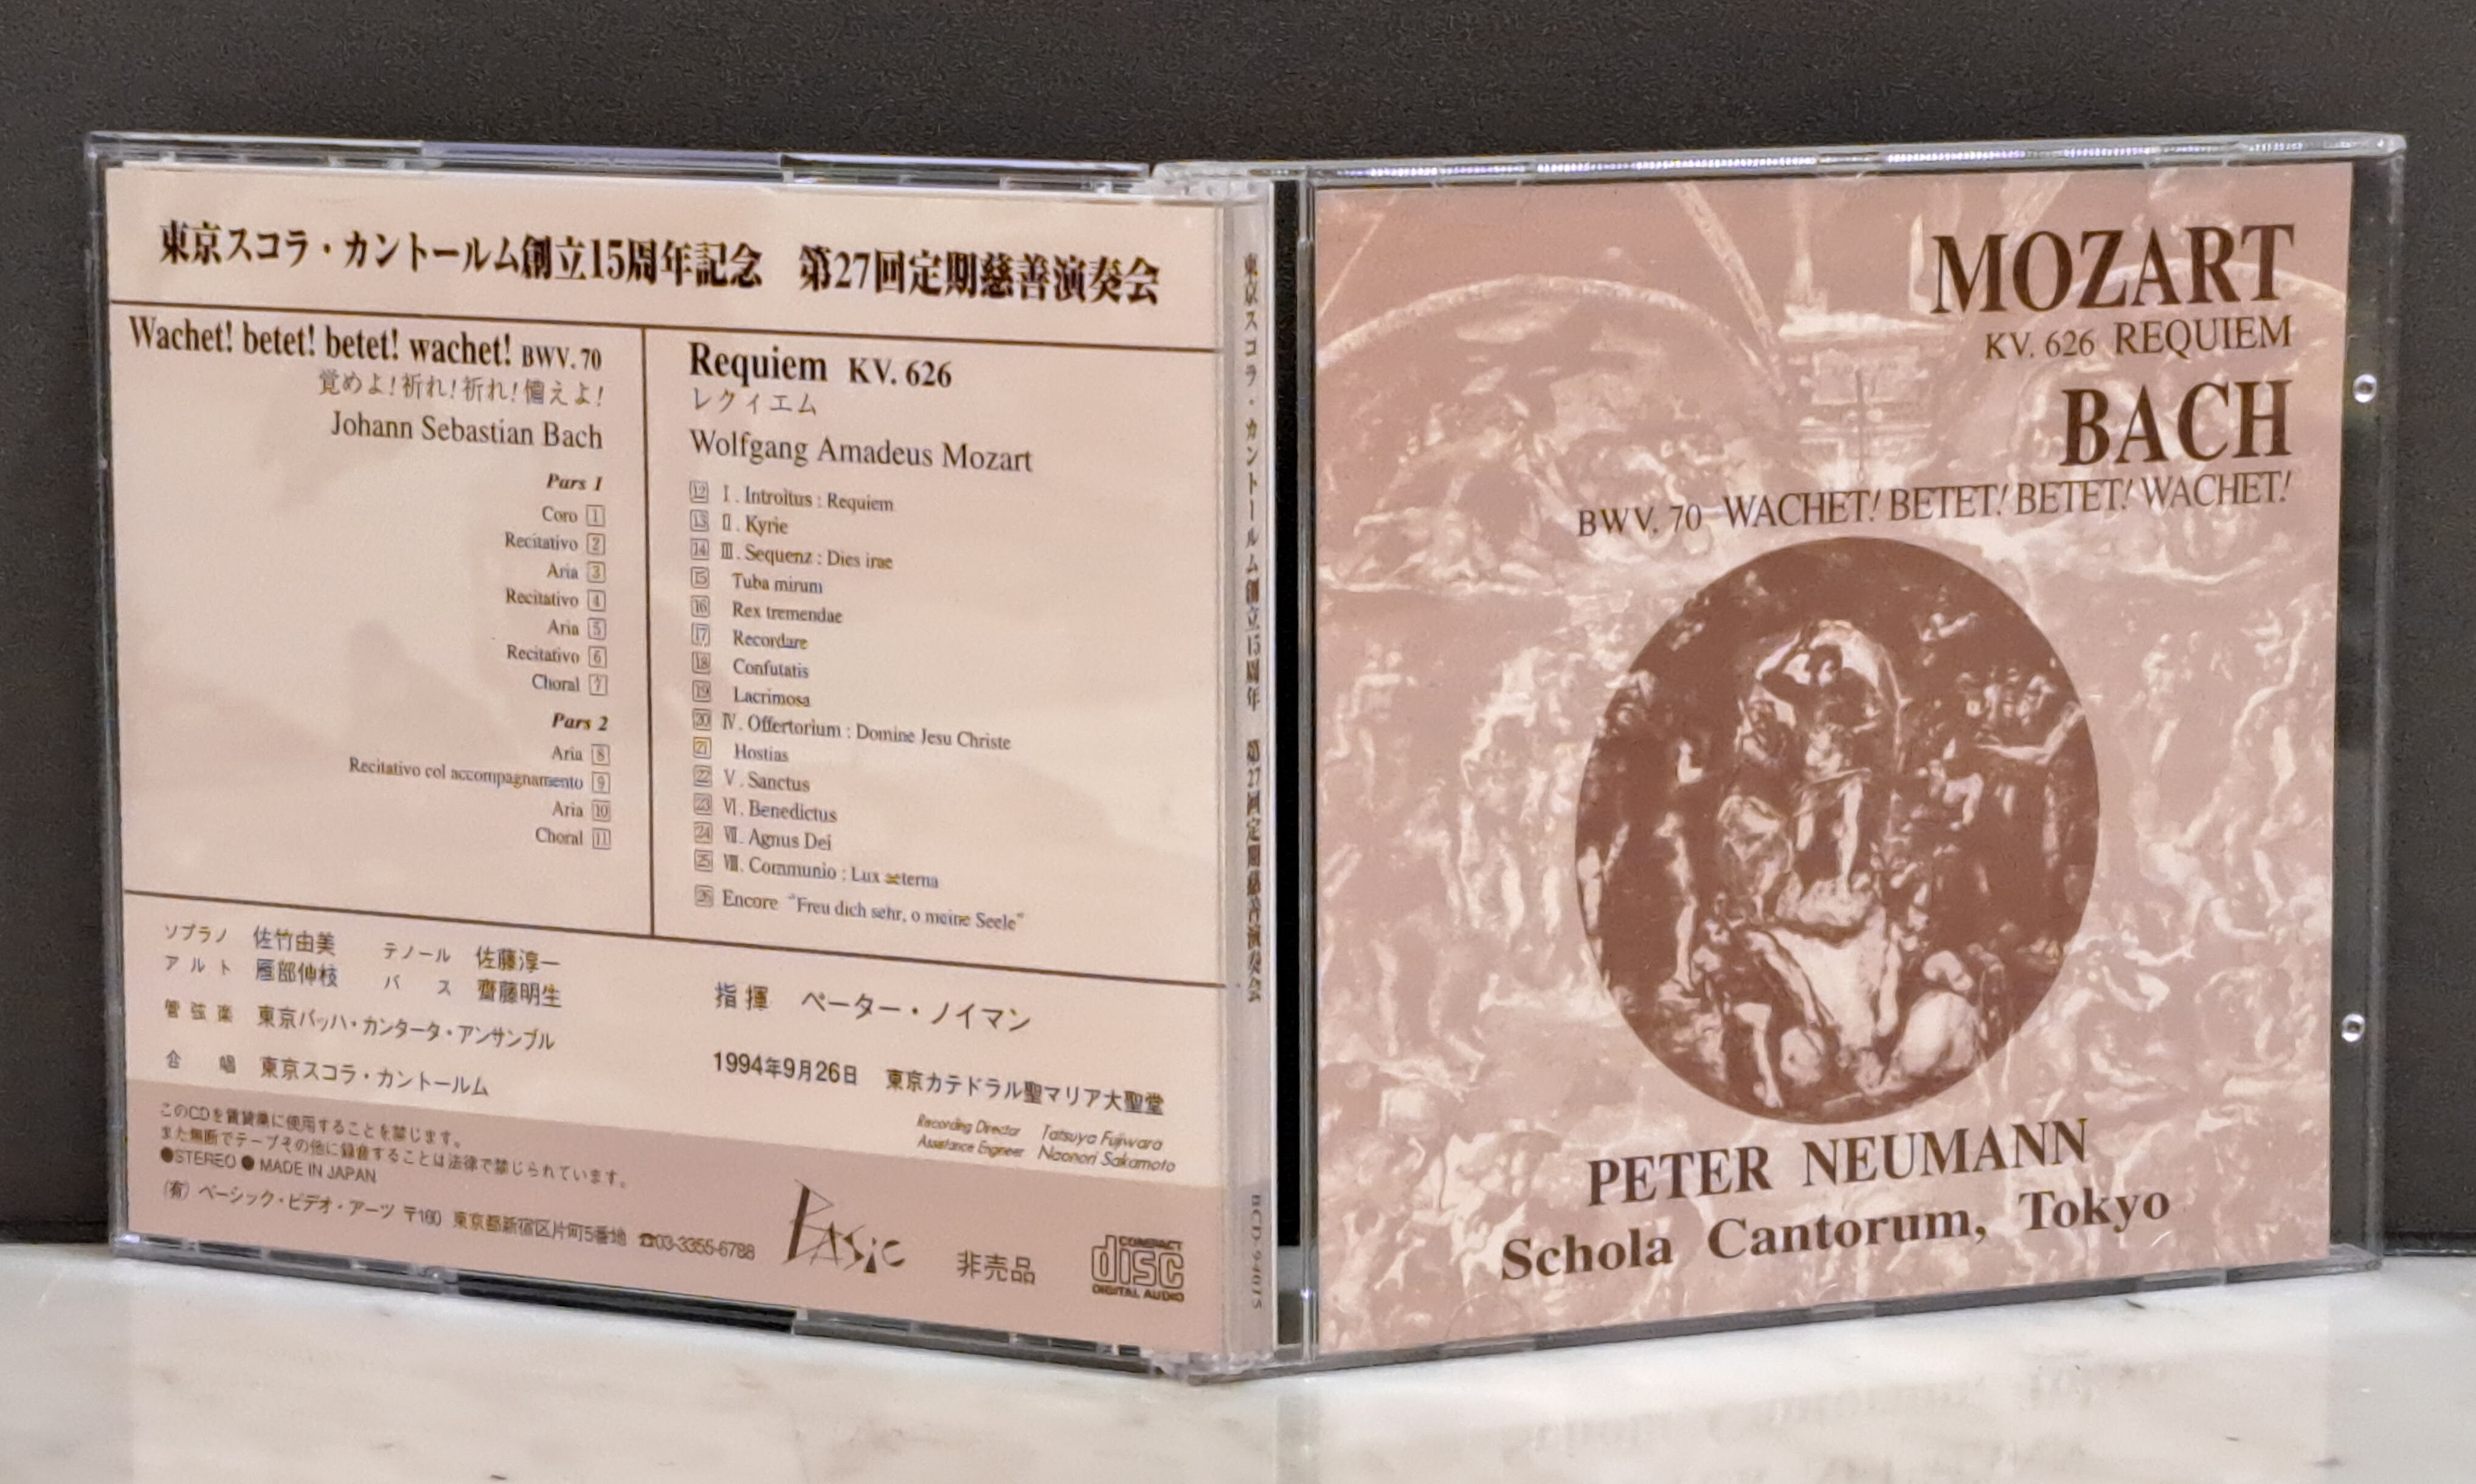 東京スコラ・カントールム創立15周年記念　第27回定期慈善演奏会
Wachet! betet! betet! wachet! BWV. 70
覚めよ！祈れ！祈れ！備えよ！
Johann Sebastian Bach
Pars 1
Coro 1
Recitativo 2
Aria 3
Recitativo 4
Aria 5
Recitativo 6
Choral 7
Pars 2
Aria 8
Recitativo col accompagnamento 9
Aria 10
Choral 11
Requiem KV. 626
レクィエム
Wolfgang Amadeus Mozart
12 Ⅰ. Introitus : Requiem
13 Ⅱ. Kyrie
14 Ⅲ. Sequenz : Dies irae
15 Tuba mirum
16 Rex tremendae
17 Recordare
18 Confutatis
19 Lacrimosa
20 Ⅳ. Offertorium : Domine Jesu Christe
21 Hostias
22 Ⅴ. Sanctus
23 Ⅵ. Benedictus
24 Ⅶ. Agnus Dei
25 Ⅷ. Communio : Lux æterna
26 Encore "Freu dich sehr, o meine Seele"
ソプラノ　佐竹由美　テノール　佐藤淳一
アルト　雁部伸枝　バス　齋藤明生
管弦楽　東京バッハ・カンタータ・アンサンブル
合唱　東京スコラ・カントールム
指揮　ペーター・ノイマン
1994年9月26日　東京カテドラル聖マリア大聖堂
Recording Director Tatsuya Fujiwara
Assistance Engineer Naonori Sakamoto
このCDを賃貸業に使用することを禁じます。
また無断でテープその他に録音することは法律で禁じられています。
●STEREO ● MADE IN JAPAN
(有) ベーシック・ビデオ・アーツ 〒160 東京都新宿区片町5番地 ☎03-3355-6788
BASiC
非売品
COMPACT
disc
DIGITAL AUDIO
東京スコラ・カントールム創立15周年　第27回定期慈善演奏会
BCD-94015
MOZART
KV. 626 REQUIEM
BACH
BWV. 70 WACHET! BETET! BETET! WACHET!
PETER NEUMANN
Schola Cantorum, Tokyo